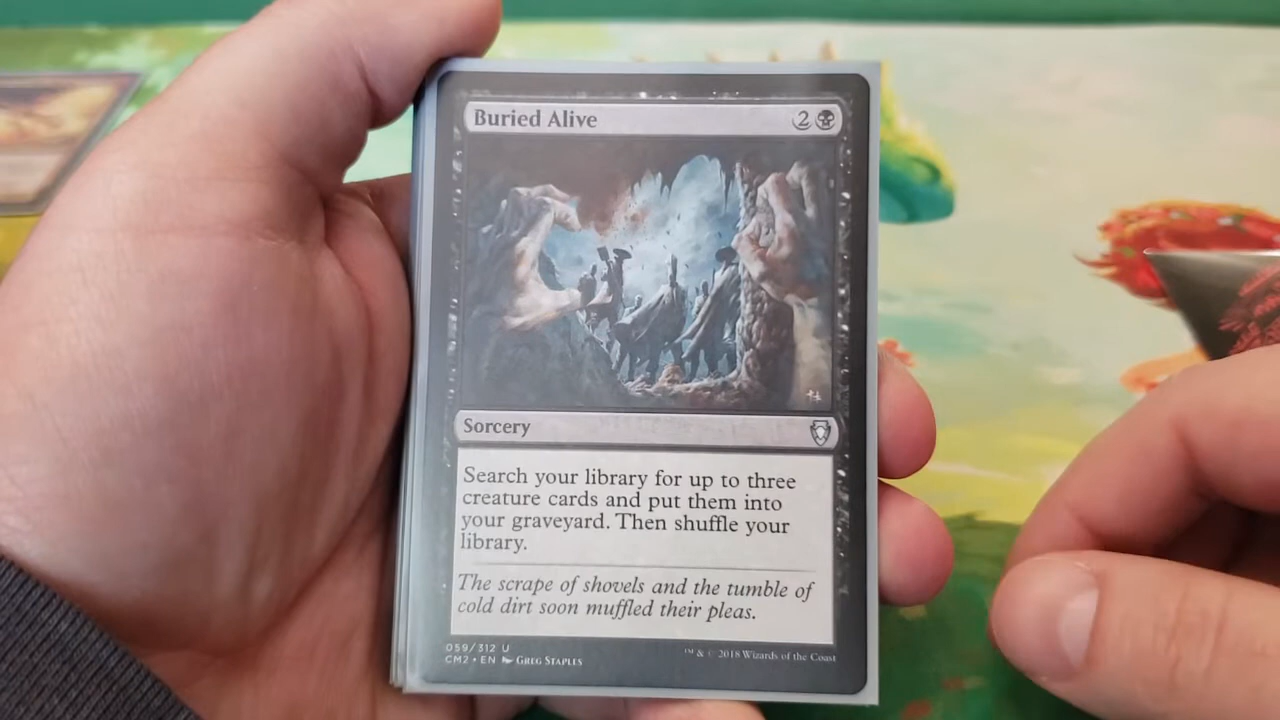 Buried Alive 2
Sorcery
Search your library for up to three
creature cards and put them into
your graveyard. Then shuffle your
library.
The scrape of shovels and the tumble of
cold dirt soon muffled their pleas.
059/312 U
CM2 • EN Greg Staples
™ & © 2018 Wizards of the Coast